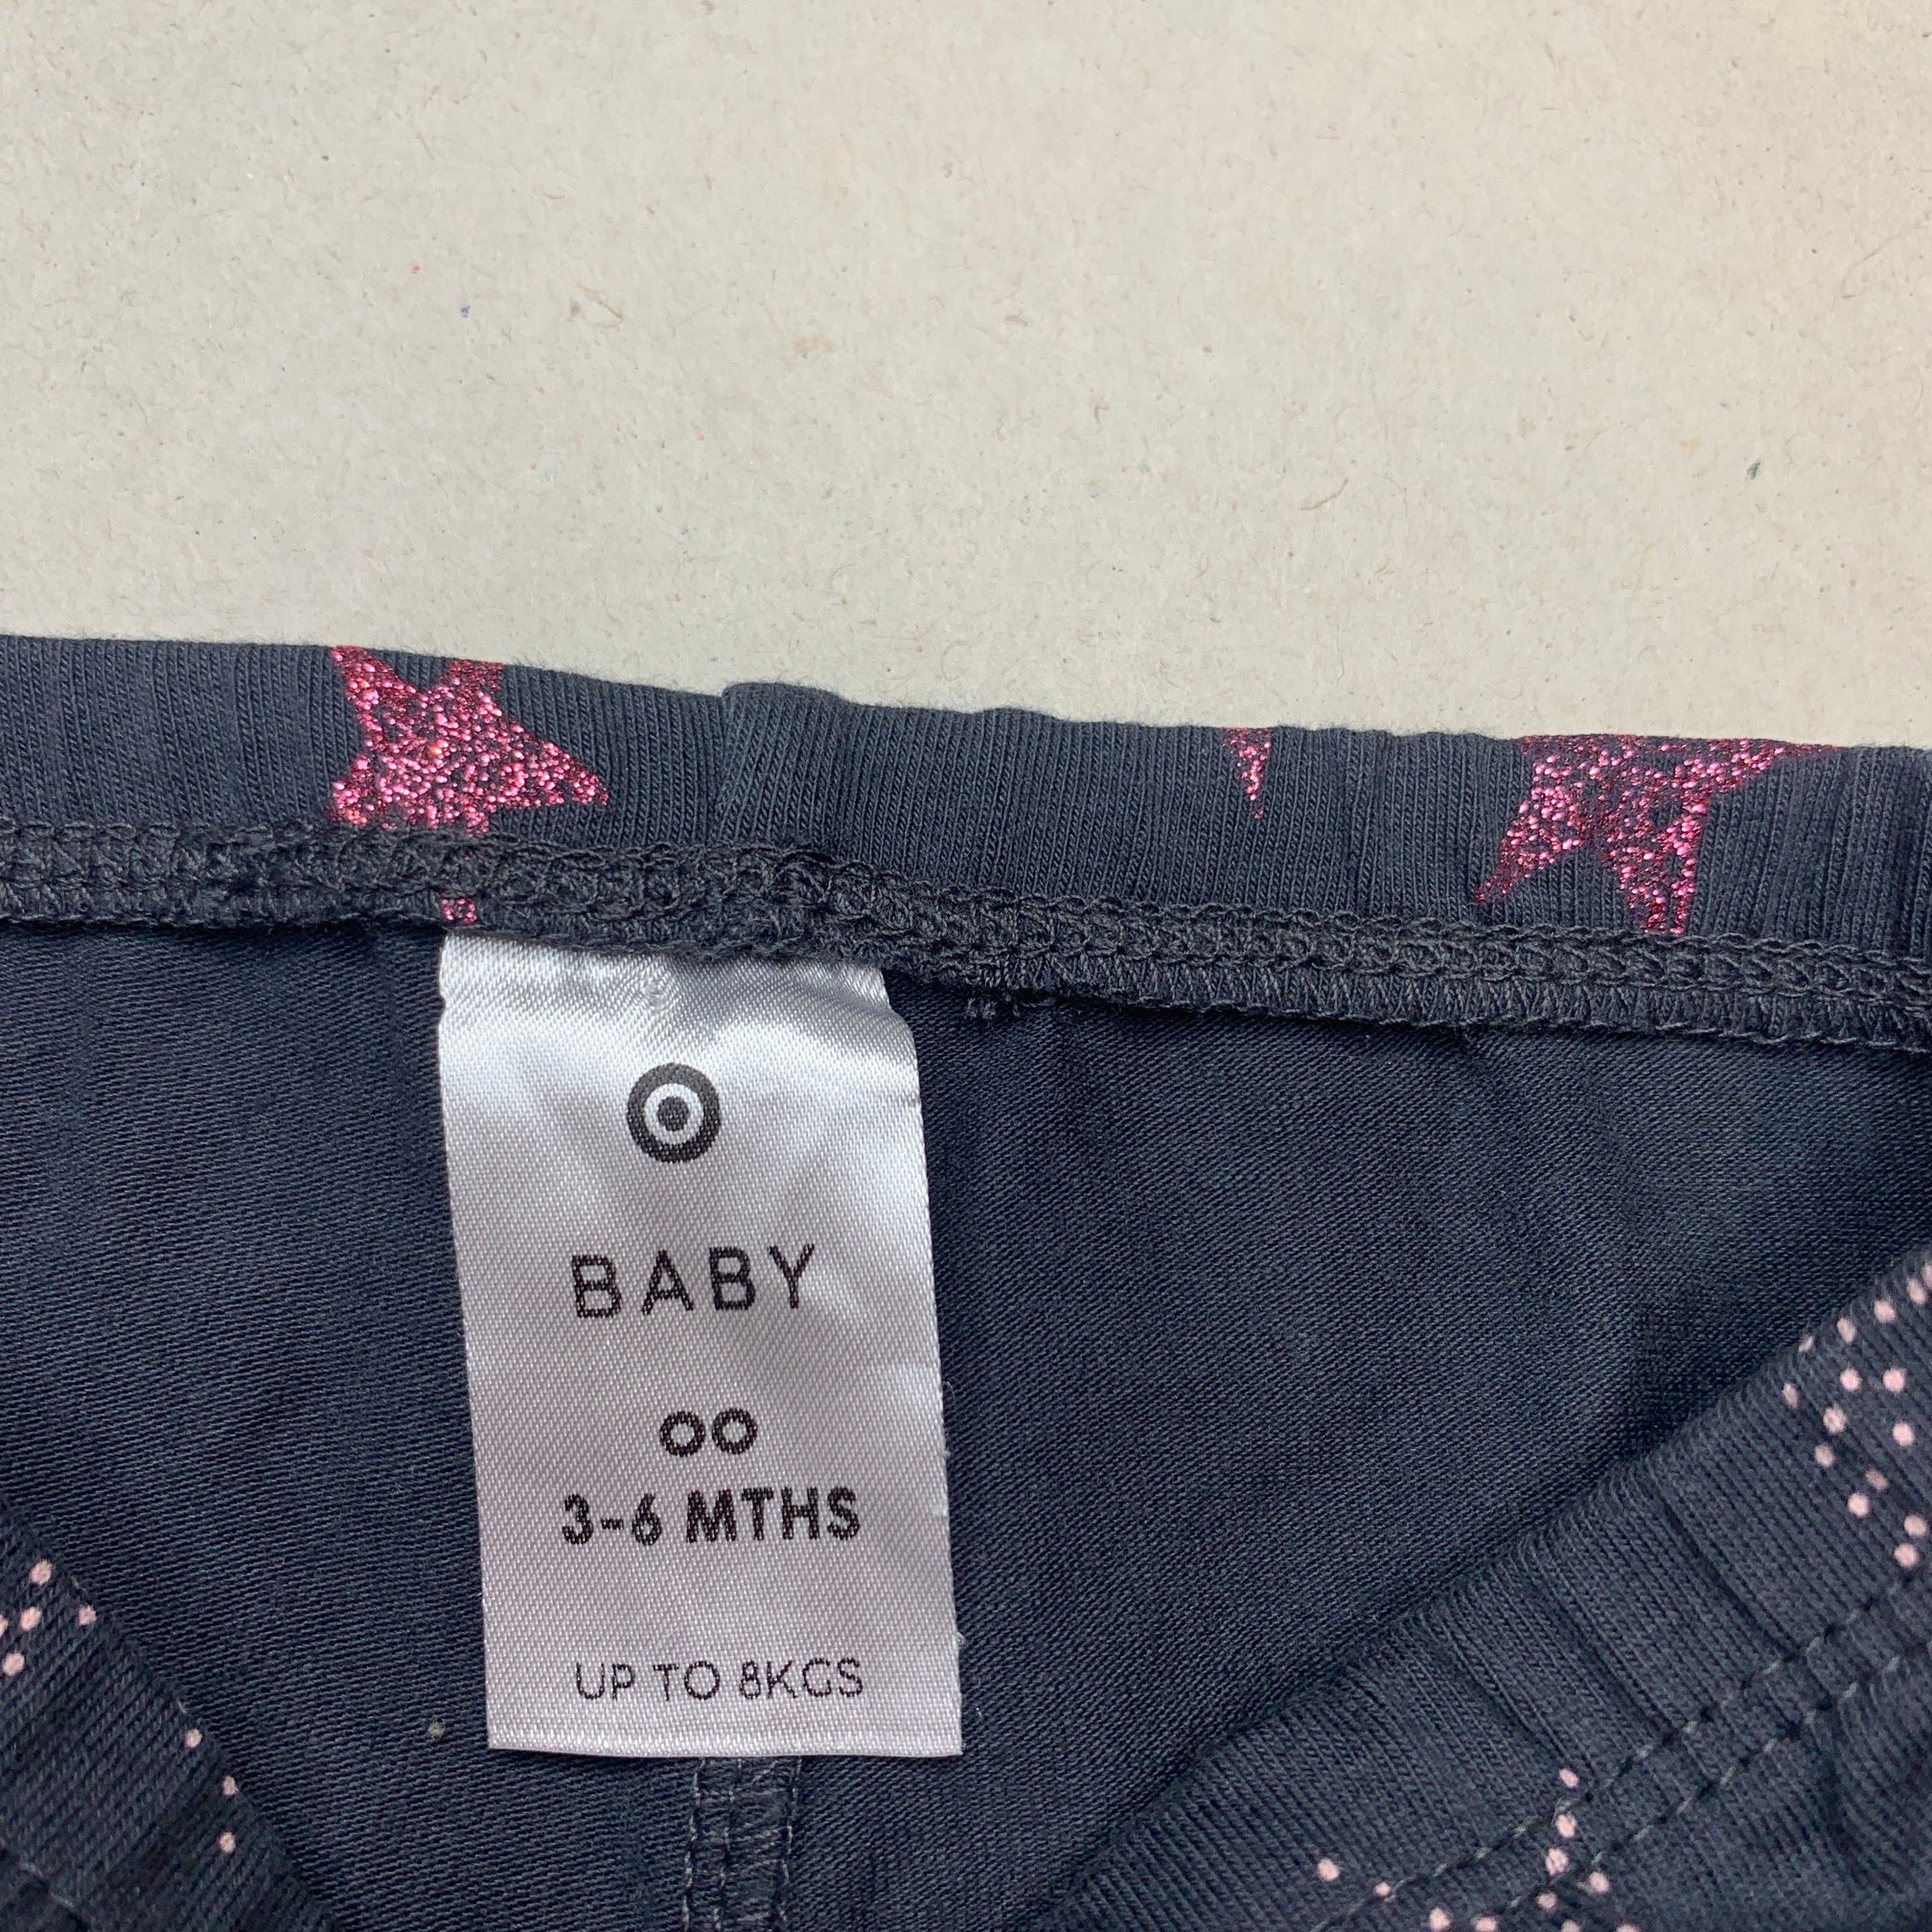 BABY
00
3-6 MTHS
UP TO 8KGS